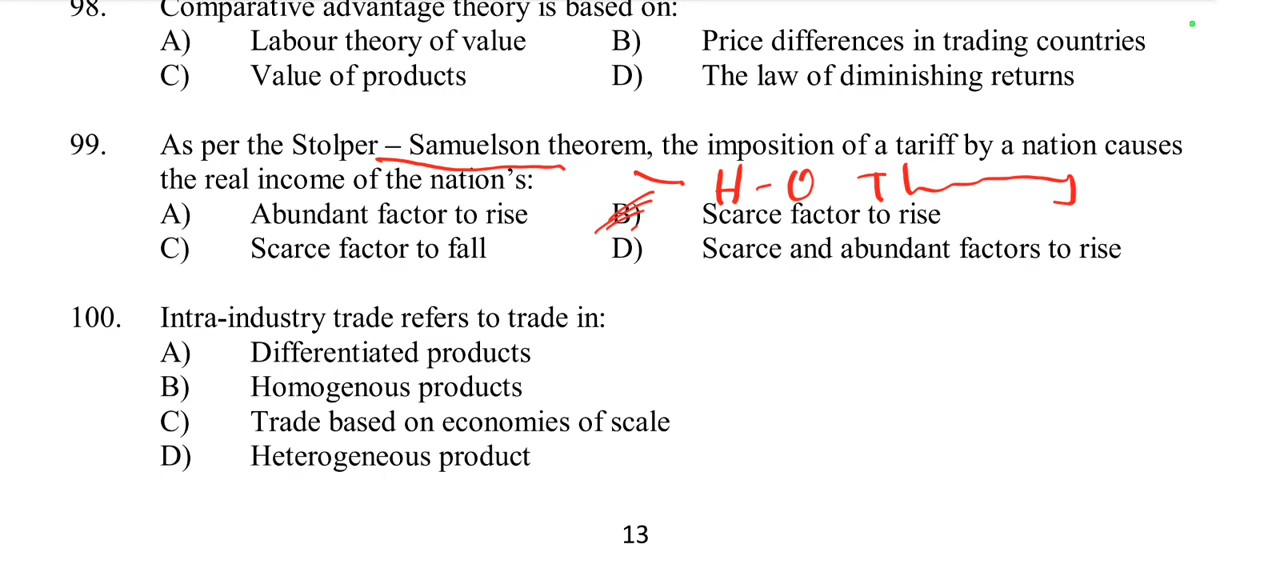 98. Comparative advantage theory is based on:
A) Labour theory of value B) Price differences in trading countries
C) Value of products D) The law of diminishing returns
99. As per the Stolper – Samuelson theorem, the imposition of a tariff by a nation causes
the real income of the nation's:
H-O Th
A) Abundant factor to rise B) Scarce factor to rise
C) Scarce factor to fall D) Scarce and abundant factors to rise
100. Intra-industry trade refers to trade in:
A) Differentiated products
B) Homogenous products
C) Trade based on economies of scale
D) Heterogeneous product
13